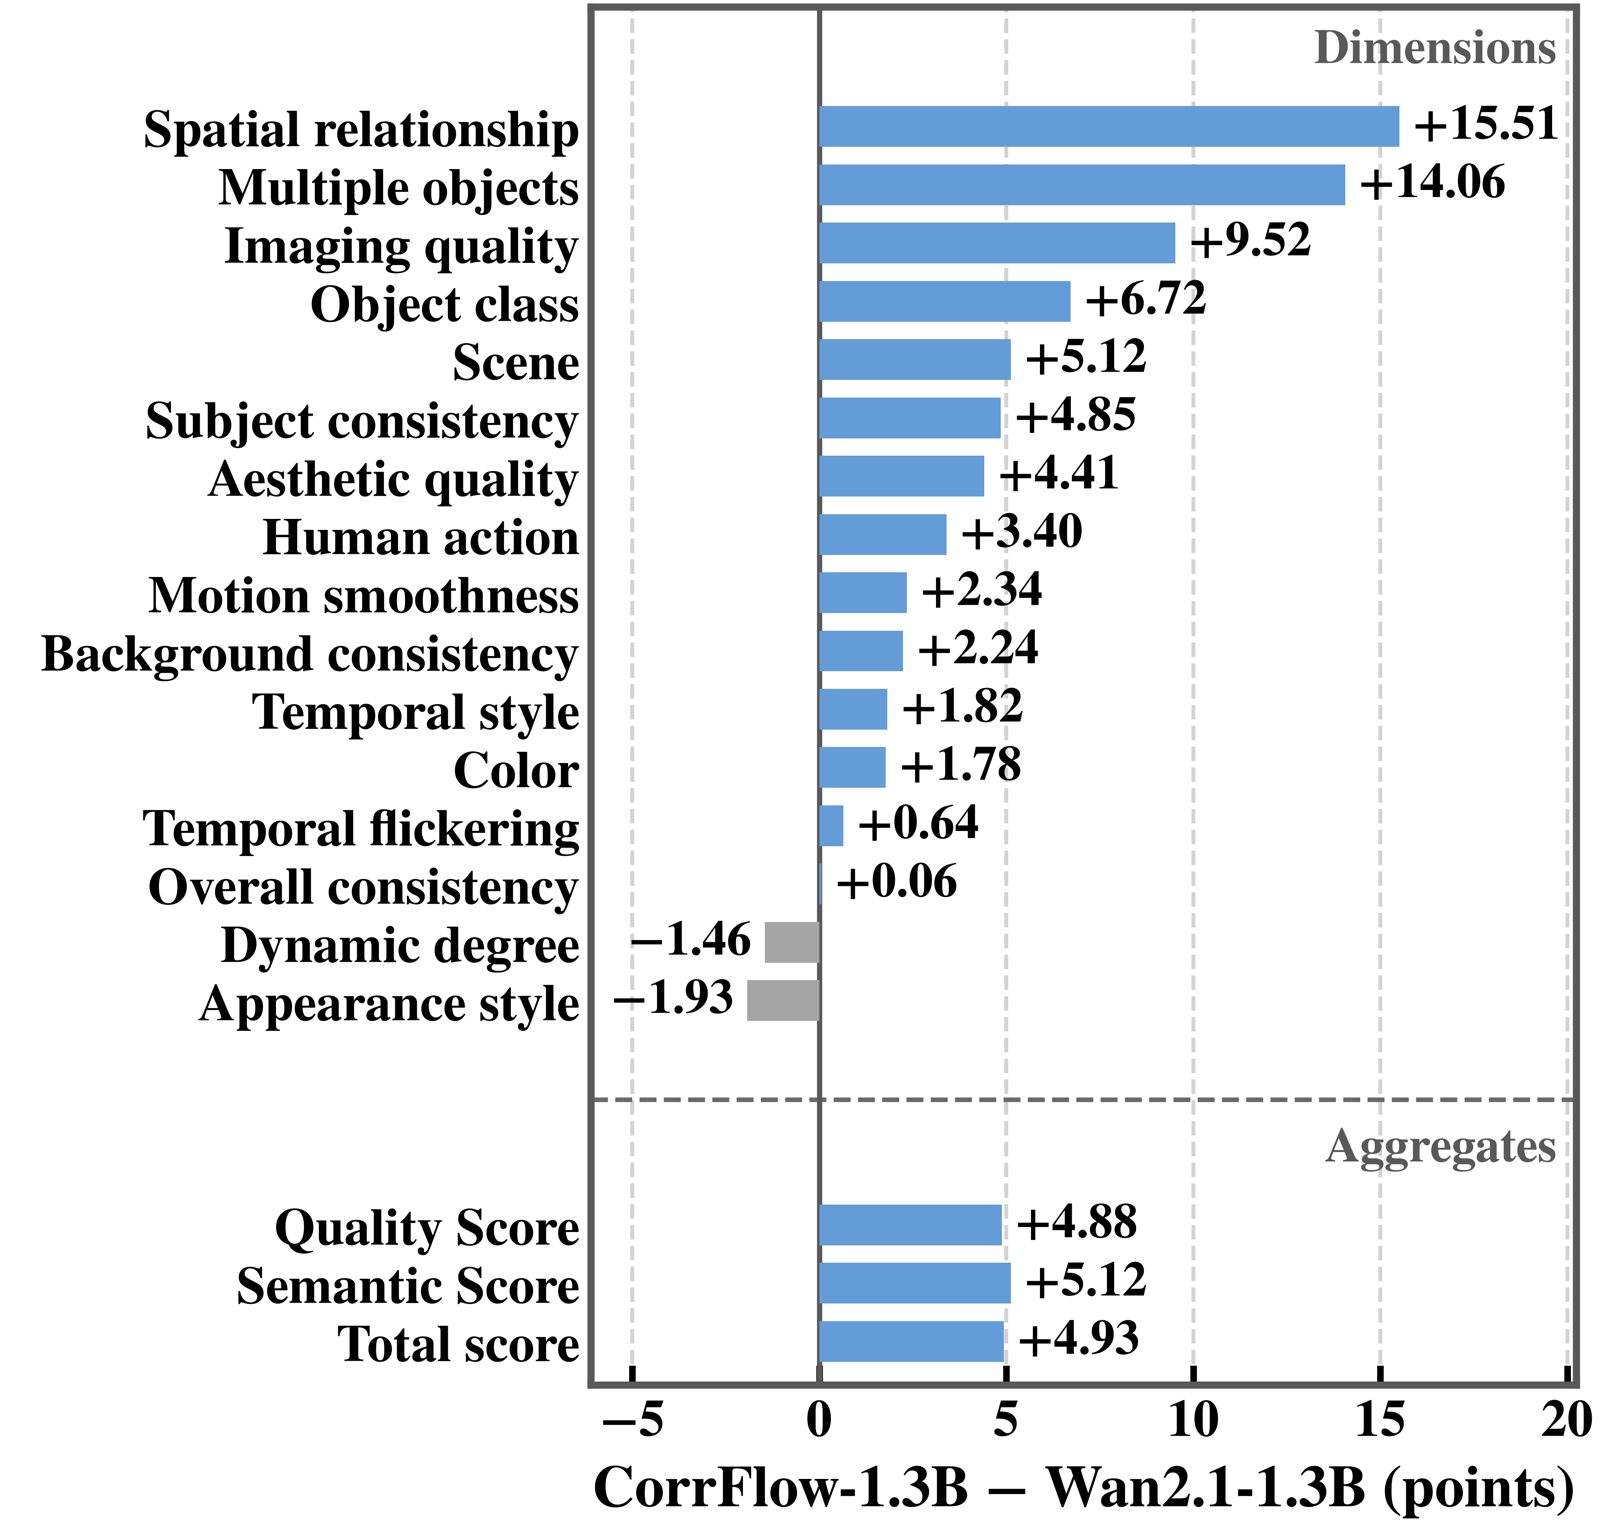 Dimensions
Spatial relationship +15.51
Multiple objects +14.06
Imaging quality +9.52
Object class +6.72
Scene +5.12
Subject consistency +4.85
Aesthetic quality +4.41
Human action +3.40
Motion smoothness +2.34
Background consistency +2.24
Temporal style +1.82
Color +1.78
Temporal flickering +0.64
Overall consistency +0.06
Dynamic degree −1.46
Appearance style −1.93
Aggregates
Quality Score +4.88
Semantic Score +5.12
Total score +4.93
−5 0 5 10 15 20
CorrFlow-1.3B − Wan2.1-1.3B (points)